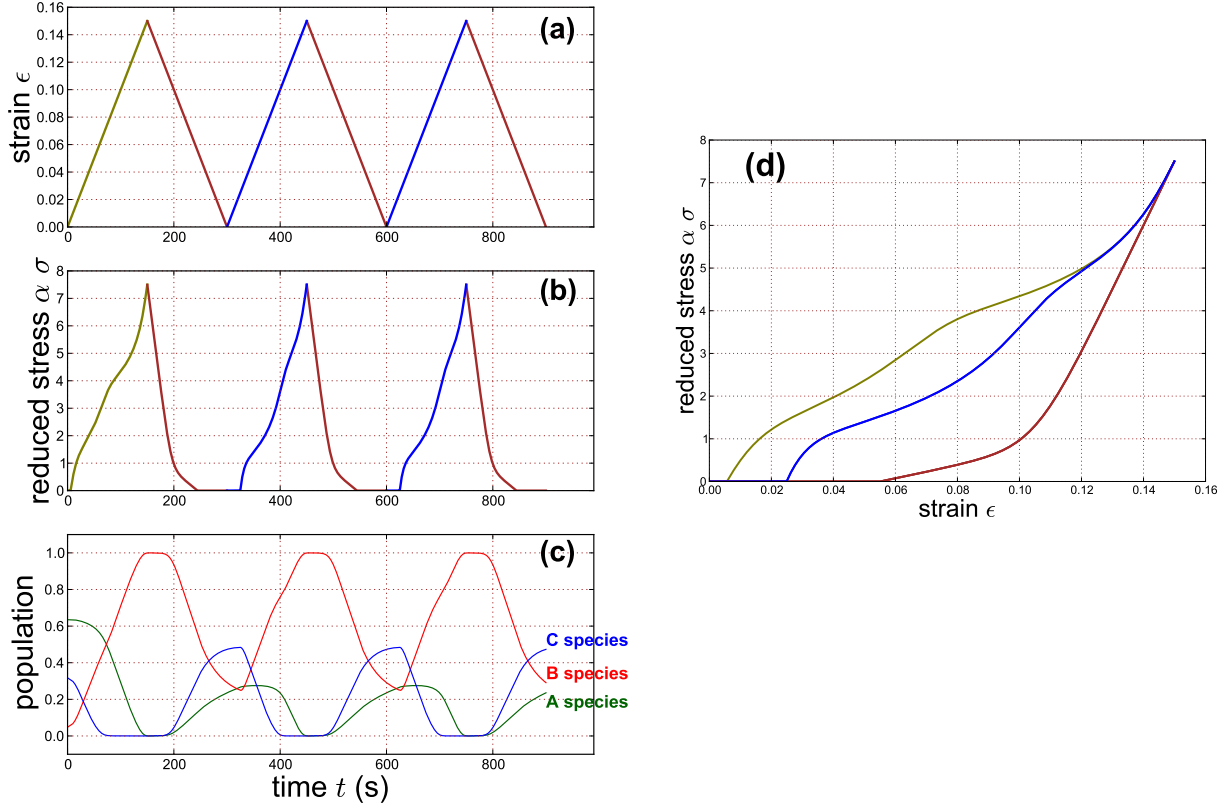 0.16
0.14
0.12
0.10
0.08
0.06
0.04
0.02
0.00
strain ϵ
(a)
0 200 400 600 800
8
7
6
5
4
3
2
1
0
reduced stress α σ
(b)
0 200 400 600 800
1.0
0.8
0.6
0.4
0.2
0.0
population
(c)
C species
B species
A species
0 200 400 600 800
time t (s)
8
7
6
5
4
3
2
1
0
reduced stress α σ
(d)
0.00 0.02 0.04 0.06 0.08 0.10 0.12 0.14 0.16
strain ϵ